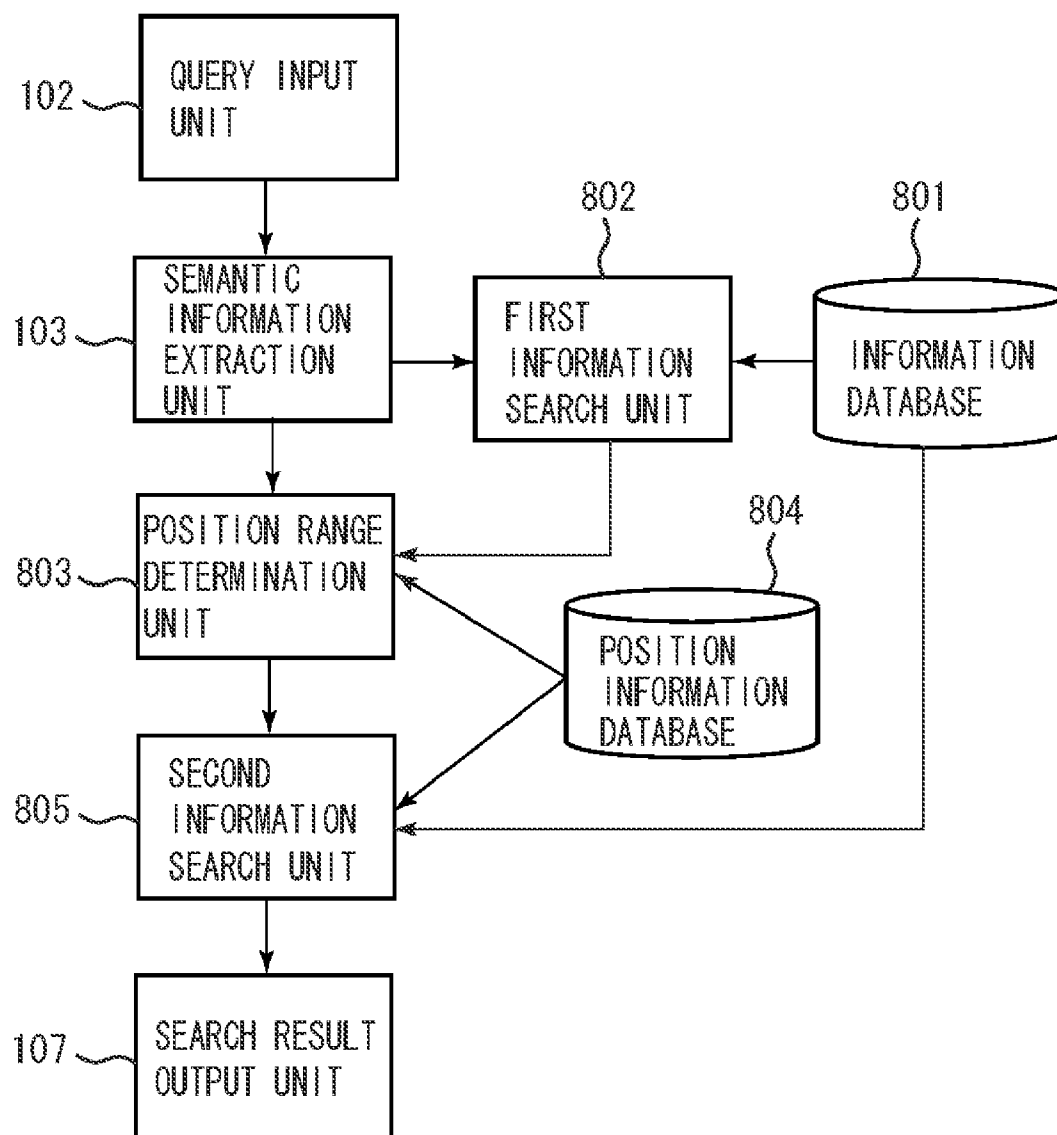 102
QUERY INPUT
UNIT
802
801
103
SEMANTIC
INFORMATION
EXTRACTION
UNIT
FIRST
INFORMATION
SEARCH UNIT
INFORMATION
DATABASE
803
POSITION RANGE
DETERMINATION
UNIT
804
POSITION
INFORMATION
DATABASE
805
SECOND
INFORMATION
SEARCH UNIT
107
SEARCH RESULT
OUTPUT UNIT